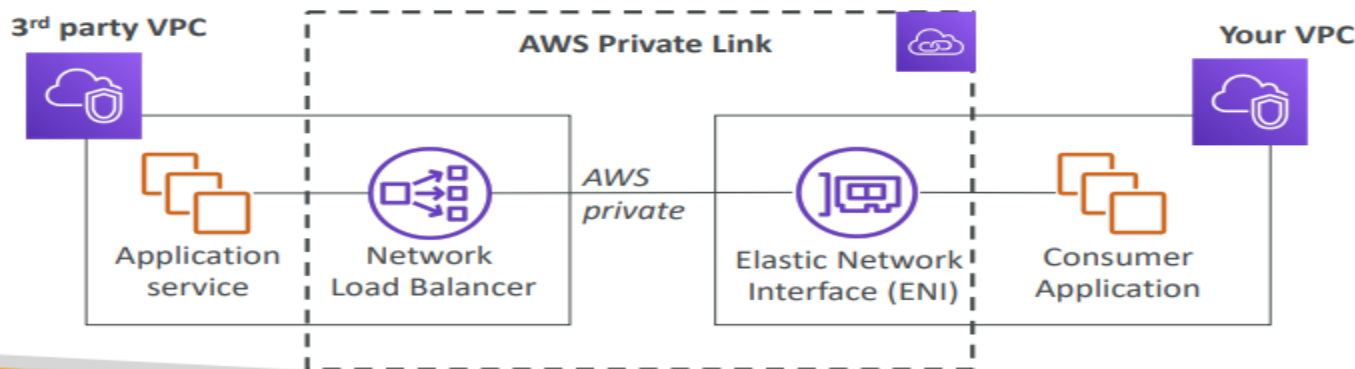 3rd party VPC
AWS Private Link
Your VPC
AWS
private
Application
service
Network
Load Balancer
Elastic Network
Interface (ENI)
Consumer
Application